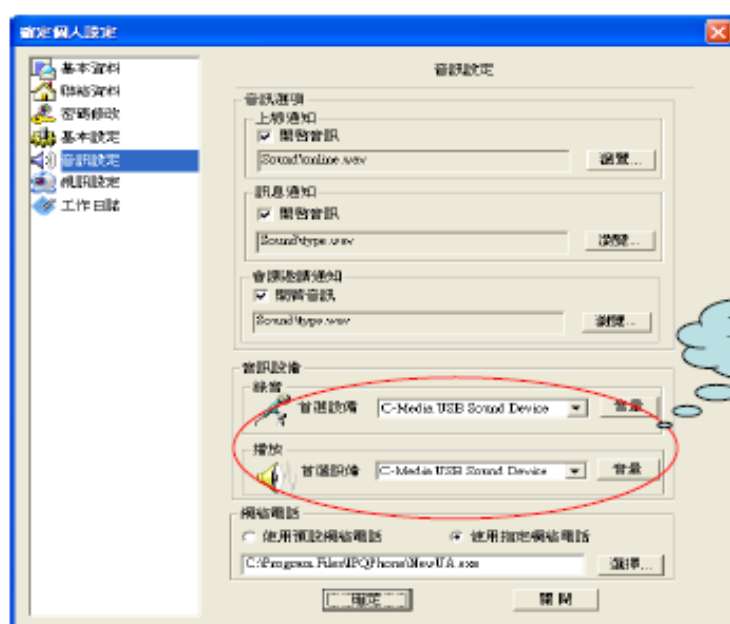 確定個人設定
基本資料
聯絡資料
密碼修改
基本設定
音訊設定
視訊設定
工作日誌
音訊設定
音訊選項
上線通知
開啟音訊
Sound\online.wav
瀏覽...
訊息通知
開啟音訊
Sound\type.wav
瀏覽...
會議邀請通知
開啟音訊
Sound\type.wav
瀏覽...
音訊設備
錄音
首選設備
C-Media USB Sound Device
音量
播放
首選設備
C-Media USB Sound Device
音量
網路電話
使用預設網路電話
使用指定網路電話
C:\Program Files\IPQPhone\NewUA.exe
選擇...
確定
關閉